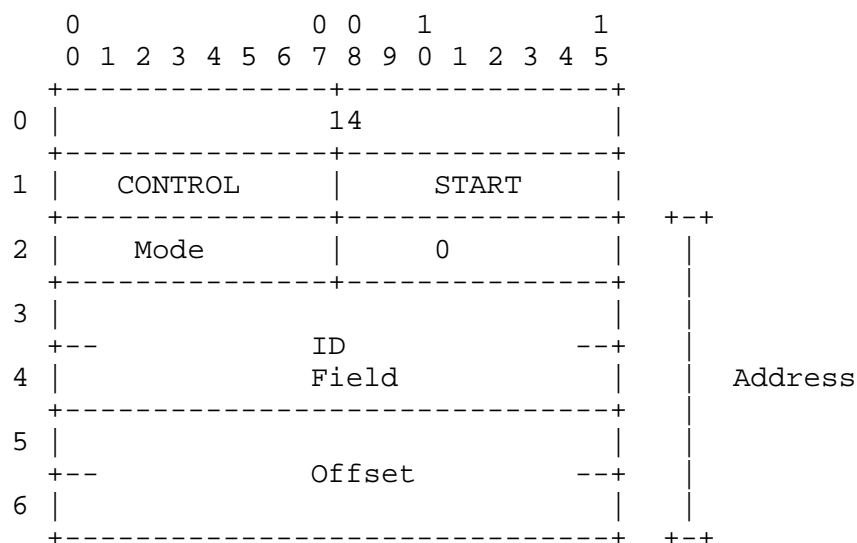 0 0 0 1 1
0 1 2 3 4 5 6 7 8 9 0 1 2 3 4 5
+---------------+---------------+
0 | 14 |
+---------------+---------------+
1 | CONTROL | START |
+---------------+---------------+ +-+
2 | Mode | 0 | |
+---------------+---------------+ |
3 | | |
+-- ID --+ |
4 | Field | | Address
+-------------------------------+ |
5 | | |
+-- Offset --+ |
6 | | |
+-------------------------------+ +-+